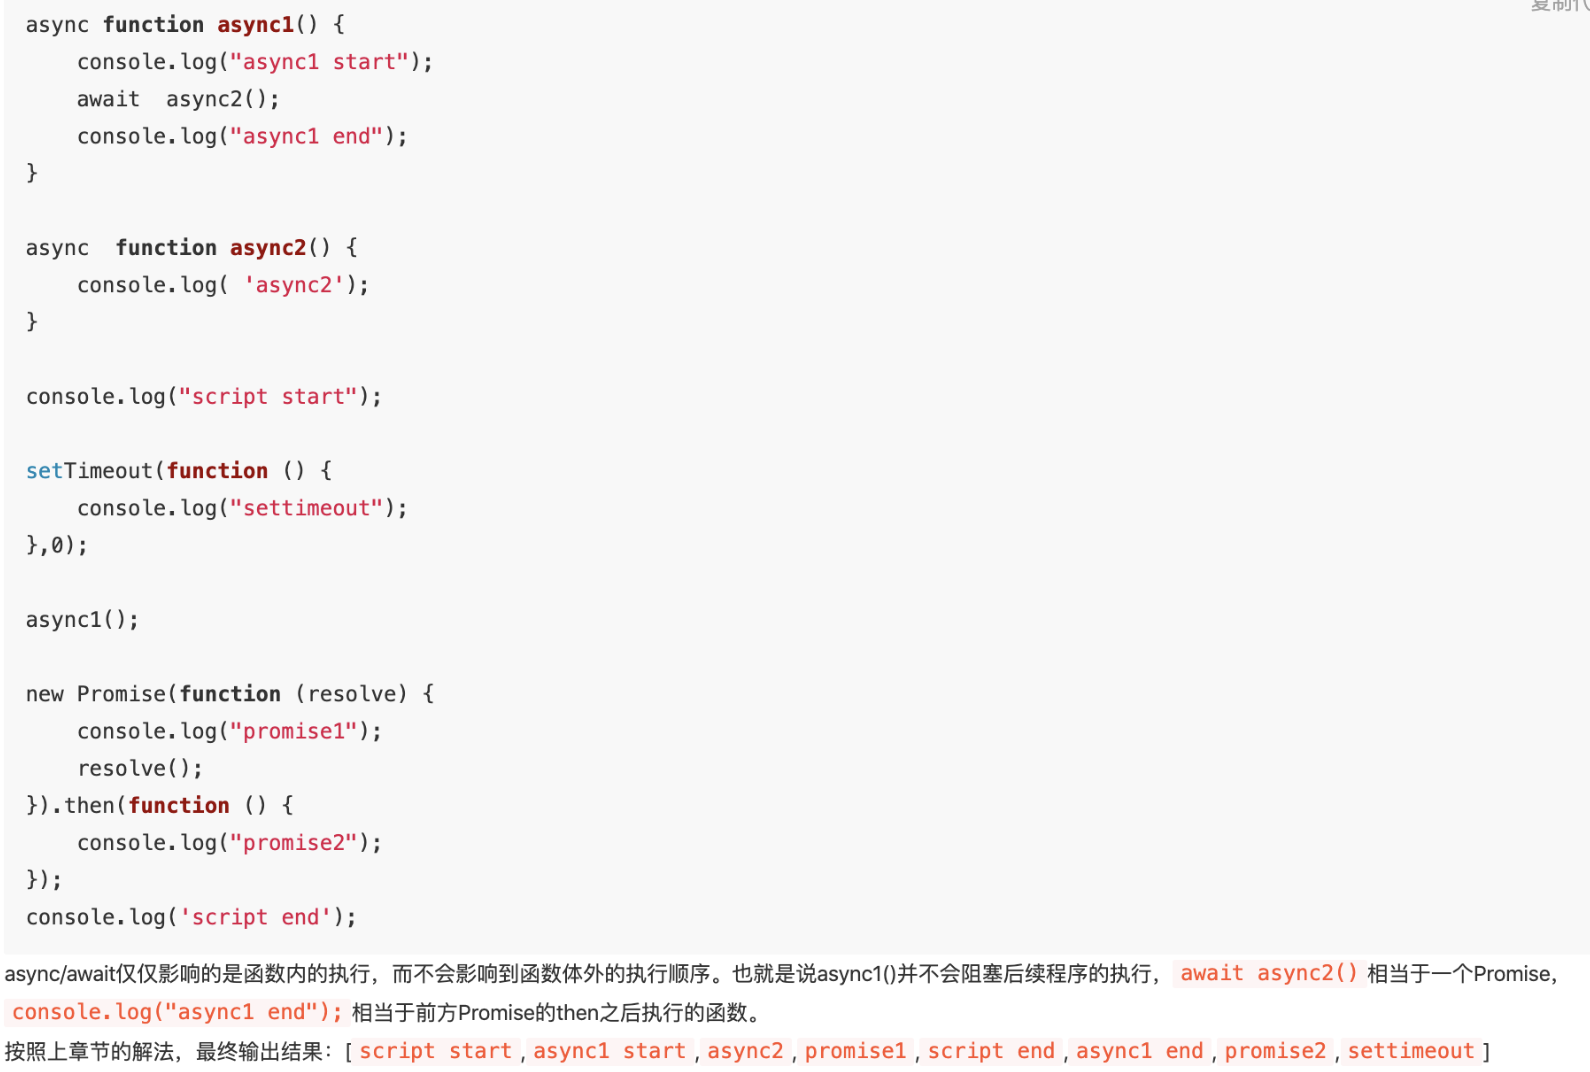 复制代
async function async1() {
    console.log("async1 start");
    await  async2();
    console.log("async1 end");
}
async  function async2() {
    console.log( 'async2');
}
console.log("script start");
setTimeout(function () {
    console.log("settimeout");
},0);
async1();
new Promise(function (resolve) {
    console.log("promise1");
    resolve();
}).then(function () {
    console.log("promise2");
});
console.log('script end');
async/await仅仅影响的是函数内的执行，而不会影响到函数体外的执行顺序。也就是说async1()并不会阻塞后续程序的执行， await async2() 相当于一个Promise，
console.log("async1 end"); 相当于前方Promise的then之后执行的函数。
按照上章节的解法，最终输出结果：[ script start , async1 start , async2 , promise1 , script end , async1 end , promise2 , settimeout ]